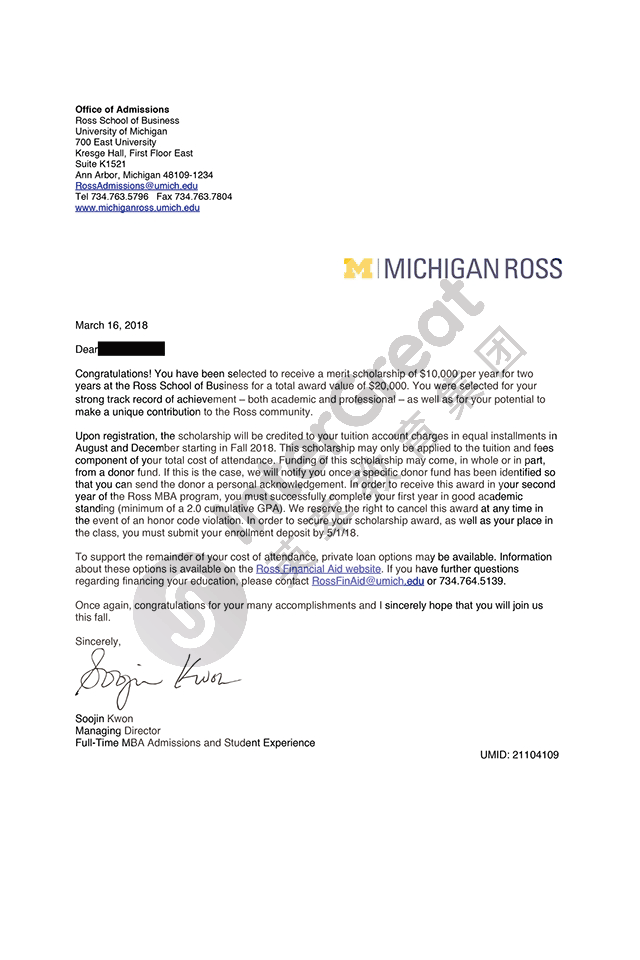 Office of Admissions
Ross School of Business
University of Michigan
700 East University
Kresge Hall, First Floor East
Suite K1521
Ann Arbor, Michigan 48109-1234
RossAdmissions@umich.edu
Tel 734.763.5796 Fax 734.763.7804
www.michiganross.umich.edu
M | MICHIGAN ROSS
March 16, 2018
Dear
Congratulations! You have been selected to receive a merit scholarship of $10,000 per year for two
years at the Ross School of Business for a total award value of $20,000. You were selected for your
strong track record of achievement – both academic and professional – as well as for your potential to
make a unique contribution to the Ross community.
Upon registration, the scholarship will be credited to your tuition account charges in equal installments in
August and December starting in Fall 2018. This scholarship may only be applied to the tuition and fees
component of your total cost of attendance. Funding of this scholarship may come, in whole or in part,
from a donor fund. If this is the case, we will notify you once a specific donor fund has been identified so
that you can send the donor a personal acknowledgement. In order to receive this award in your second
year of the Ross MBA program, you must successfully complete your first year in good academic
standing (minimum of a 2.0 cumulative GPA). We reserve the right to cancel this award at any time in
the event of an honor code violation. In order to secure your scholarship award, as well as your place in
the class, you must submit your enrollment deposit by 5/1/18.
To support the remainder of your cost of attendance, private loan options may be available. Information
about these options is available on the Ross Financial Aid website. If you have further questions
regarding financing your education, please contact RossFinAid@umich.edu or 734.764.5139.
Once again, congratulations for your many accomplishments and I sincerely hope that you will join us
this fall.
Sincerely,
Soojin Kwon
Soojin Kwon
Managing Director
Full-Time MBA Admissions and Student Experience
UMID: 21104109
InterGreat
英桥教育集团